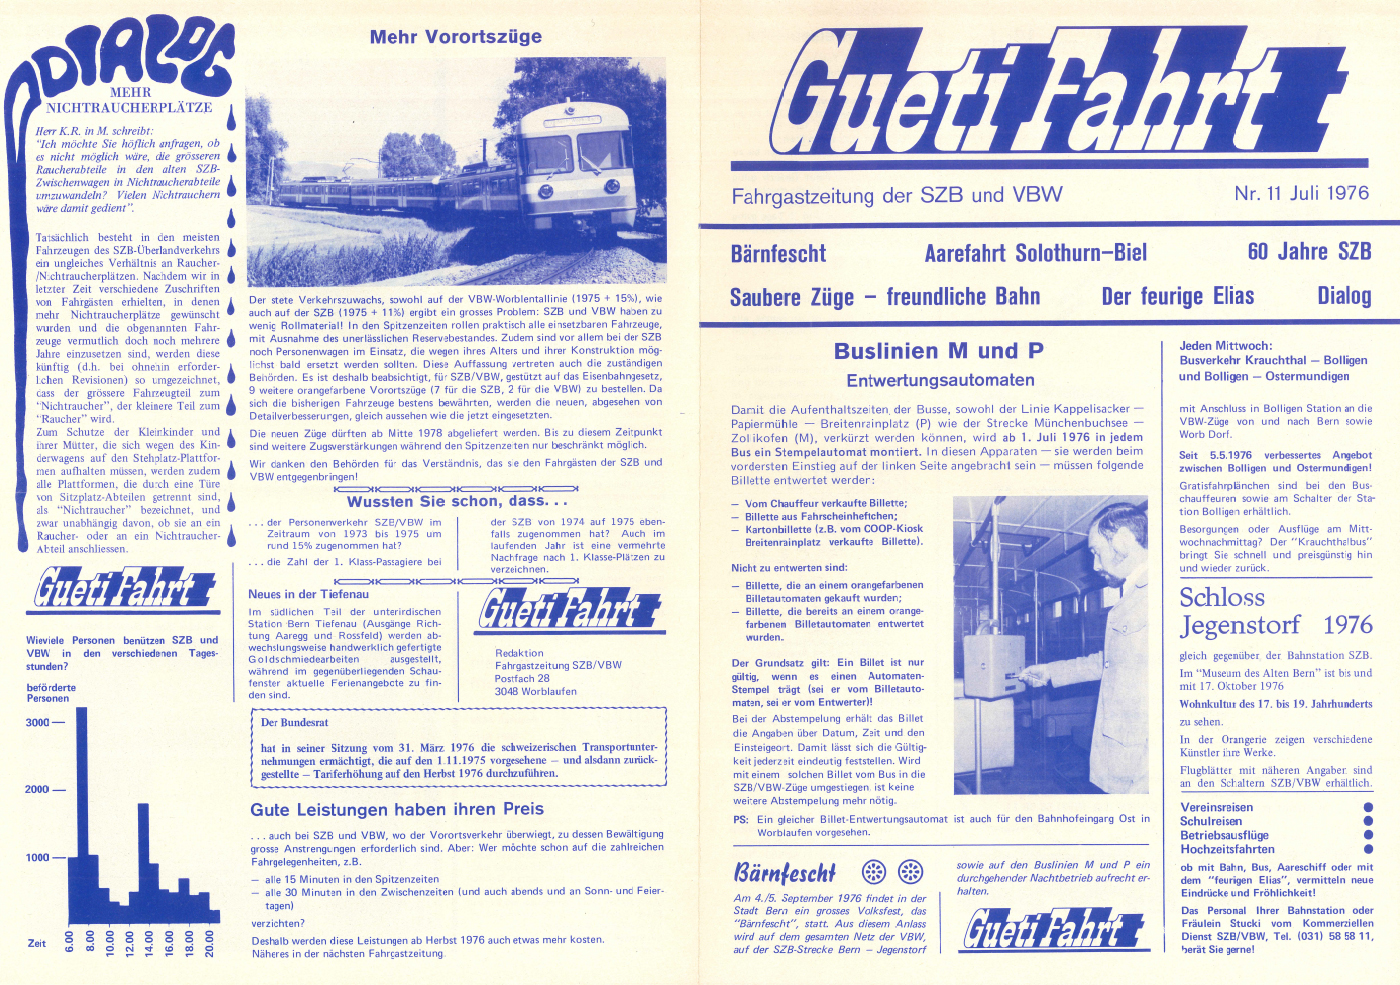 DIALOG
MEHR
NICHTRAUCHERPLÄTZE
Herr K.R. in M. schreibt:
"Ich möchte Sie höflich anfragen, ob
es nicht möglich wäre, die grösseren
Raucherabteile in den alten SZB-
Zwischenwagen in Nichtraucherabteile
umzuwandeln? Vielen Nichtrauchern
wäre damit gedient".
Tatsächlich besteht in den meisten
Fahrzeugen des SZB-Überlandverkehrs
ein ungleiches Verhältnis an Raucher-
/Nichtraucherplätzen. Nachdem wir in
letzter Zeit verschiedene Zuschriften
von Fahrgästen erhielten, in denen
mehr Nichtraucherplätze gewünscht
wurden und die obgenannten Fahr-
zeuge vermutlich doch noch mehrere
Jahre einzusetzen sind, werden diese
künftig (d.h. bei ohnehin erforder-
lichen Revisionen) so umgezeichnet,
dass der grössere Fahrzeugteil zum
"Nichtraucher", der kleinere Teil zum
"Raucher" wird.
Zum Schutze der Kleinkinder und
ihrer Mütter, die sich wegen des Kin-
derwagens auf den Stehplatz-Plattfor-
men aufhalten müssen, werden zudem
alle Plattformen, die durch eine Türe
von Sitzplatz-Abteilen getrennt sind,
als "Nichtraucher" bezeichnet, und
zwar unabhängig davon, ob sie an ein
Raucher- oder an ein Nichtraucher-
Abteil anschliessen.
Gueti Fahrt
Wieviele Personen benützen SZB und
VBW in den verschiedenen Tages-
stunden?
beförderte
Personen
3000
2000
1000
Zeit
6.00
8.00
10.00
12.00
14.00
16.00
18.00
20.00
Mehr Vorortszüge
Der stete Verkehrszuwachs, sowohl auf der VBW-Worblentallinie (1975 + 15%), wie
auch auf der SZB (1975 + 11%) ergibt ein grosses Problem: SZB und VBW haben zu
wenig Rollmaterial! In den Spitzenzeiten rollen praktisch alle einsetzbaren Fahrzeuge,
mit Ausnahme des unerlässlichen Reservebestandes. Zudem sind vor allem bei der SZB
noch Personenwagen im Einsatz, die wegen ihres Alters und ihrer Konstruktion mög-
lichst bald ersetzt werden sollten. Diese Auffassung vertreten auch die zuständigen
Behörden. Es ist deshalb beabsichtigt, für SZB/VBW, gestützt auf das Eisenbahngesetz,
9 weitere orangefarbene Vorortszüge (7 für die SZB, 2 für die VBW) zu bestellen. Da
sich die bisherigen Fahrzeuge bestens bewährten, werden die neuen, abgesehen von
Detailverbesserungen, gleich aussehen wie die jetzt eingesetzten.
Die neuen Züge dürften ab Mitte 1978 abgeliefert werden. Bis zu diesem Zeitpunkt
sind weitere Zugsverstärkungen während den Spitzenzeiten nur beschränkt möglich.
Wir danken den Behörden für das Verständnis, das sie den Fahrgästen der SZB und
VBW entgegenbringen!
Wussten Sie schon, dass. . .
. . . der Personenverkehr SZB/VBW im
Zeitraum von 1973 bis 1975 um
rund 15% zugenommen hat?
. . . die Zahl der 1. Klass-Passagiere bei
der SZB von 1974 auf 1975 eben-
falls zugenommen hat? Auch im
laufenden Jahr ist eine vermehrte
Nachfrage nach 1. Klasse-Plätzen zu
verzeichnen.
Neues in der Tiefenau
Im südlichen Teil der unterirdischen
Station Bern Tiefenau (Ausgänge Rich-
tung Aaregg und Rossfeld) werden ab-
wechslungsweise handwerklich gefertigte
Goldschmiedearbeiten ausgestellt,
während im gegenüberliegenden Schau-
fenster aktuelle Ferienangebote zu fin-
den sind.
Gueti Fahrt
Redaktion
Fahrgastzeitung SZB/VBW
Postfach 28
3048 Worblaufen
Der Bundesrat
hat in seiner Sitzung vom 31. März 1976 die schweizerischen Transportunter-
nehmungen ermächtigt, die auf den 1.11.1975 vorgesehene – und alsdann zurück-
gestellte – Tariferhöhung auf den Herbst 1976 durchzuführen.
Gute Leistungen haben ihren Preis
. . . auch bei SZB und VBW, wo der Vorortsverkehr überwiegt, zu dessen Bewältigung
grosse Anstrengungen erforderlich sind. Aber: Wer möchte schon auf die zahlreichen
Fahrgelegenheiten, z.B.
– alle 15 Minuten in den Spitzenzeiten
– alle 30 Minuten in den Zwischenzeiten (und auch abends und an Sonn- und Feier-
tagen)
verzichten?
Deshalb werden diese Leistungen ab Herbst 1976 auch etwas mehr kosten.
Näheres in der nächsten Fahrgastzeitung.
Gueti Fahrt
Fahrgastzeitung der SZB und VBW
Nr. 11 Juli 1976
Bärnfescht Aarefahrt Solothurn–Biel 60 Jahre SZB
Saubere Züge – freundliche Bahn Der feurige Elias Dialog
Buslinien M und P
Entwertungsautomaten
Damit die Aufenthaltszeiten der Busse, sowohl der Linie Kappelisacker –
Papiermühle – Breitenrainplatz (P) wie der Strecke Münchenbuchsee –
Zollikofen (M), verkürzt werden können, wird ab 1. Juli 1976 in jedem
Bus ein Stempelautomat montiert. In diesen Apparaten – sie werden beim
vordersten Einstieg auf der linken Seite angebracht sein – müssen folgende
Billette entwertet werder:
– Vom Chauffeur verkaufte Billette;
– Billette aus Fahrscheinheftchen;
– Kartonbillette (z.B. vom COOP-Kiosk
Breitenrainplatz verkaufte Billette).
Nicht zu entwerten sind:
– Billette, die an einem orangefarbenen
Billetautomaten gekauft wurden;
– Billette, die bereits an einem orange-
farbenen Billetautomater entwertet
wurden.
Der Grundsatz gilt: Ein Billet ist nur
gültig, wenn es einen Automaten-
Stempel trägt (sei er vom Billetauto-
maten, sei er vom Entwerter)!
Bei der Abstempelung erhält das Billet
die Angaben über Datum, Zeit und den
Einsteigeort. Damit lässt sich die Gültig-
keit jederzeit eindeutig feststellen. Wird
mit einem solchen Billet vom Bus in die
SZB/VBW-Züge umgestiegen, ist keine
weitere Abstempelung mehr nötig.
PS: Ein gleicher Billet-Entwertungsautomat ist auch für den Bahnhofeingarg Ost in
Worblaufen vorgesehen.
Bärnfescht
Am 4./5. September 1976 findet in der
Stadt Bern ein grosses Volksfest, das
"Bärnfescht", statt. Aus diesem Anlass
wird auf dem gesamten Netz der VBW,
auf der SZB-Strecke Bern – Jegenstorf
sowie auf den Buslinien M und P ein
durchgehender Nachtbetrieb aufrecht er-
halten.
Gueti Fahrt
Jeden Mittwoch:
Busverkehr Krauchthal – Bolligen
und Bolligen – Ostermundigen
mit Anschluss in Bolligen Station an die
VBW-Züge von und nach Bern sowie
Worb Dorf.
Seit 5.5.1976 verbessertes Angebot
zwischen Bolligen und Ostermundigen!
Gratisfahrplänchen sind bei den Bus-
chauffeuren sowie am Schalter der Sta-
tion Bolligen erhältlich.
Besorgungen oder Ausflüge am Mitt-
wochnachmittag? Der "Krauchthalbus"
bringt Sie schnell und preisgünstig hin
und wieder zurück.
Schloss
Jegenstorf 1976
gleich gegenüber der Bahnstation SZB.
Im "Museum des Alten Bern" ist bis und
mit 17. Oktober 1976
Wohnkultur des 17. bis 19. Jahrhunderts
zu sehen.
In der Orangerie zeigen verschiedene
Künstler ihre Werke.
Flugblätter mit näheren Angaben sind
an den Schaltern SZB/VBW erhältlich.
Vereinsreisen
Schulreisen
Betriebsausflüge
Hochzeitsfahrten
ob mit Bahn, Bus, Aareschiff oder mit
dem "feurigen Elias", vermitteln neue
Eindrücke und Fröhlichkeit!
Das Personal Ihrer Bahnstation oder
Fräulein Stucki vom Kommerziellen
Dienst SZB/VBW, Tel. (031) 58 58 11,
berät Sie gerne!